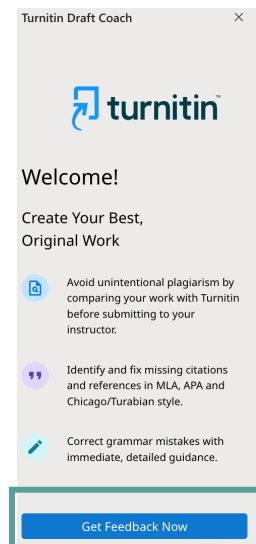 Turnitin Draft Coach
turnitin™
Welcome!
Create Your Best,
Original Work
Avoid unintentional plagiarism by
comparing your work with Turnitin
before submitting to your
instructor.
Identify and fix missing citations
and references in MLA, APA and
Chicago/Turabian style.
Correct grammar mistakes with
immediate, detailed guidance.
Get Feedback Now